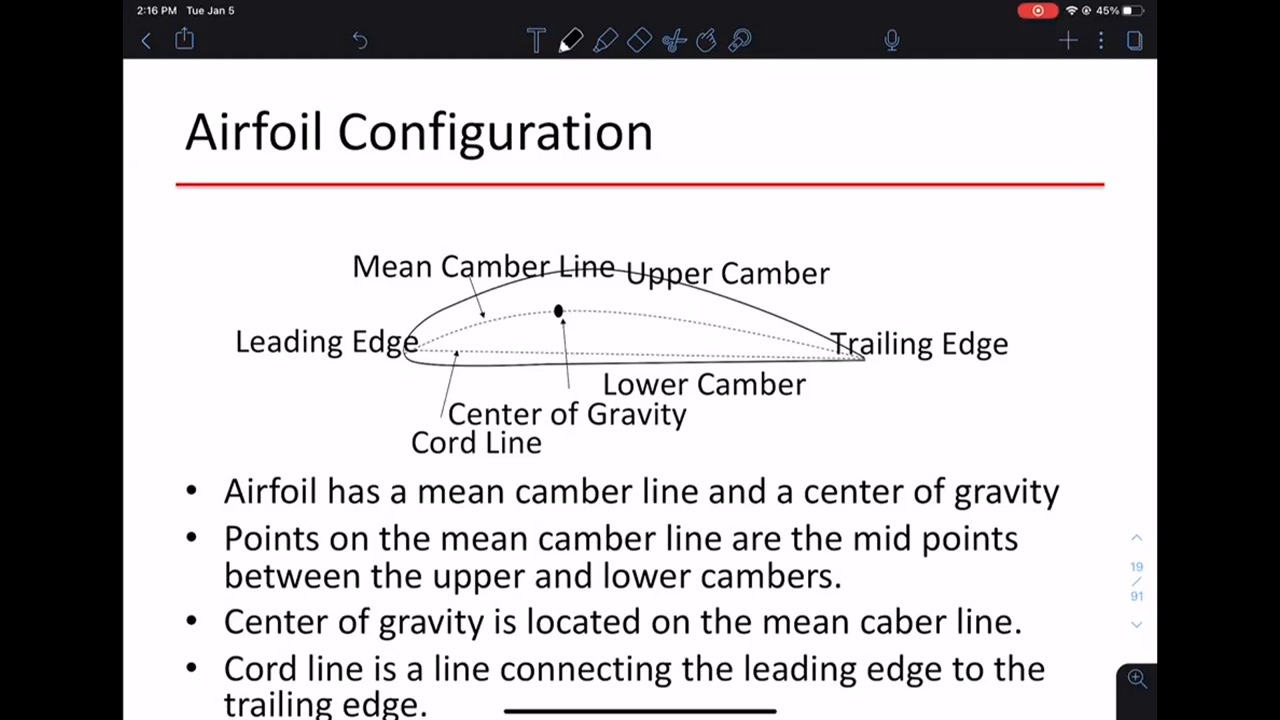 2:16 PM Tue Jan 5
45%
Airfoil Configuration
Mean Camber Line
Upper Camber
Leading Edge
Trailing Edge
Lower Camber
Center of Gravity
Cord Line
• Airfoil has a mean camber line and a center of gravity
• Points on the mean camber line are the mid points
between the upper and lower cambers.
• Center of gravity is located on the mean caber line.
• Cord line is a line connecting the leading edge to the
trailing edge.
19
/
91